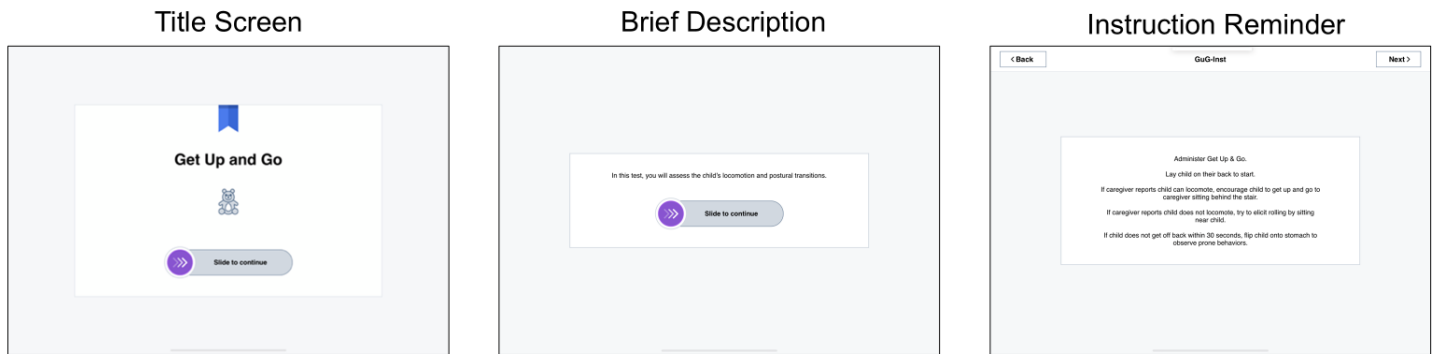 Title Screen
Brief Description
Instruction Reminder
Get Up and Go
Slide to continue
In this test, you will assess the child's locomotion and postural transitions.
Slide to continue
< Back
GuG-Inst
Next >
Administer Get Up & Go.
Lay child on their back to start.
If caregiver reports child can locomote, encourage child to get up and go to
caregiver sitting behind the stair.
If caregiver reports child does not locomote, try to elicit rolling by sitting
near child.
If child does not get off back within 30 seconds, flip child onto stomach to
observe prone behaviors.